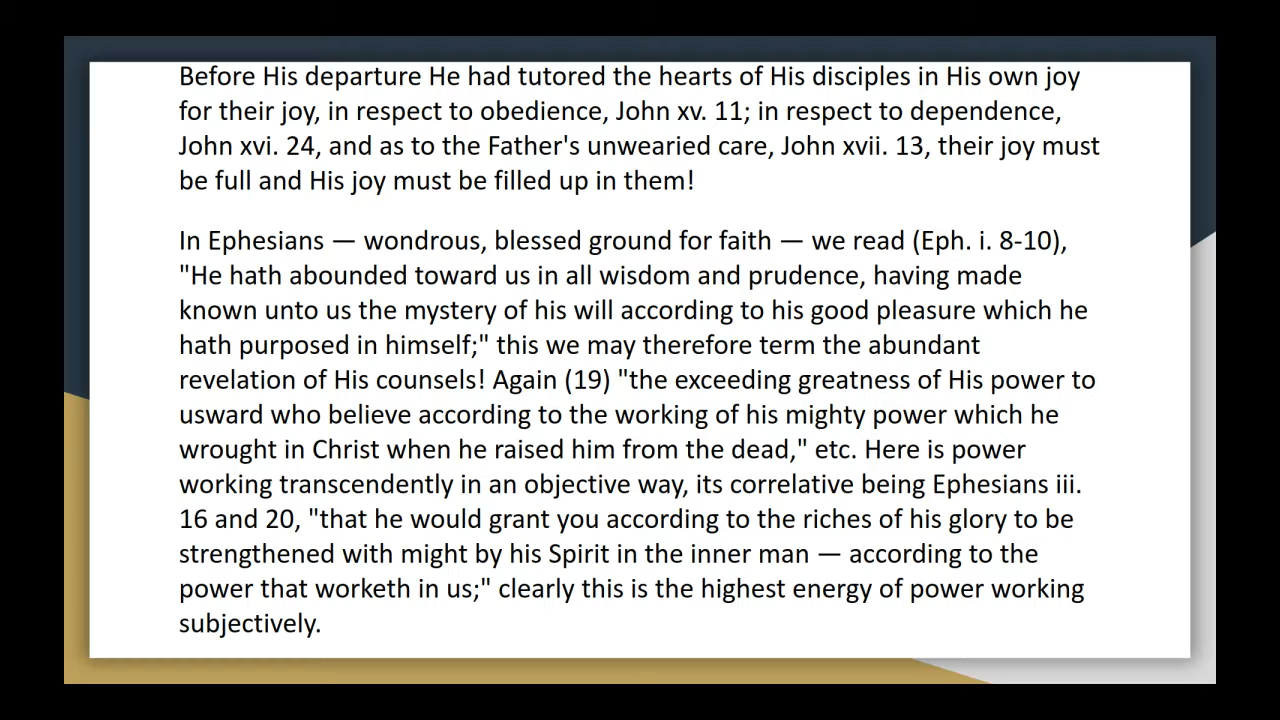 Before His departure He had tutored the hearts of His disciples in His own joy
for their joy, in respect to obedience, John xv. 11; in respect to dependence,
John xvi. 24, and as to the Father's unwearied care, John xvii. 13, their joy must
be full and His joy must be filled up in them!
In Ephesians — wondrous, blessed ground for faith — we read (Eph. i. 8-10),
"He hath abounded toward us in all wisdom and prudence, having made
known unto us the mystery of his will according to his good pleasure which he
hath purposed in himself;" this we may therefore term the abundant
revelation of His counsels! Again (19) "the exceeding greatness of His power to
usward who believe according to the working of his mighty power which he
wrought in Christ when he raised him from the dead," etc. Here is power
working transcendently in an objective way, its correlative being Ephesians iii.
16 and 20, "that he would grant you according to the riches of his glory to be
strengthened with might by his Spirit in the inner man — according to the
power that worketh in us;" clearly this is the highest energy of power working
subjectively.